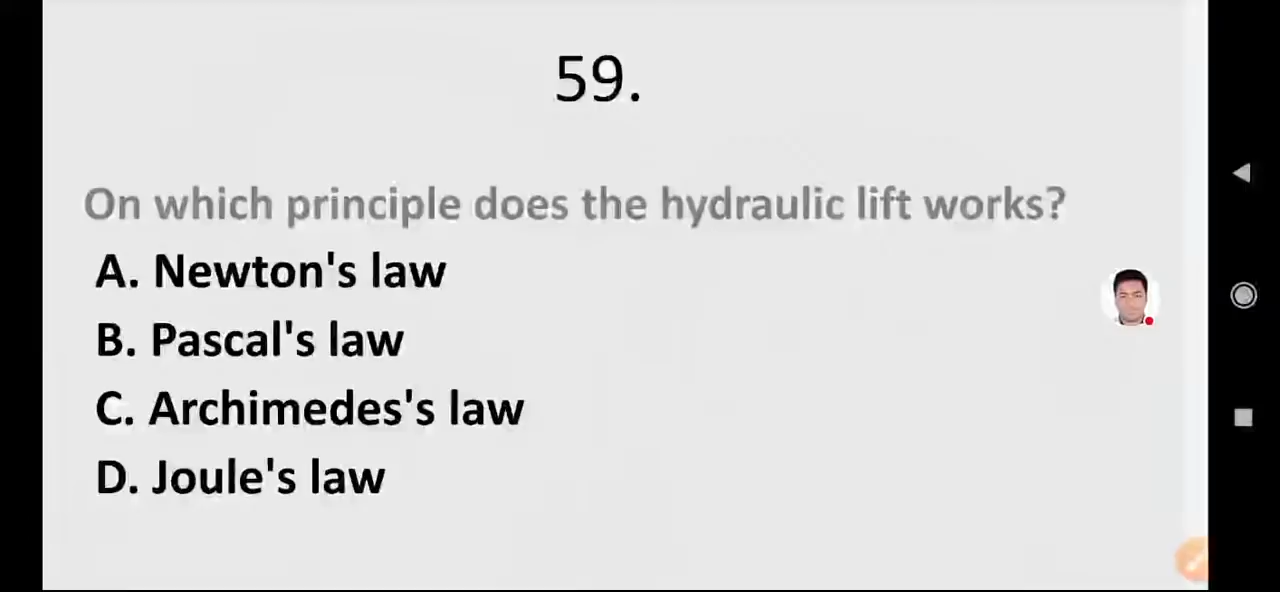 59.
On which principle does the hydraulic lift works?
A. Newton's law
B. Pascal's law
C. Archimedes's law
D. Joule's law